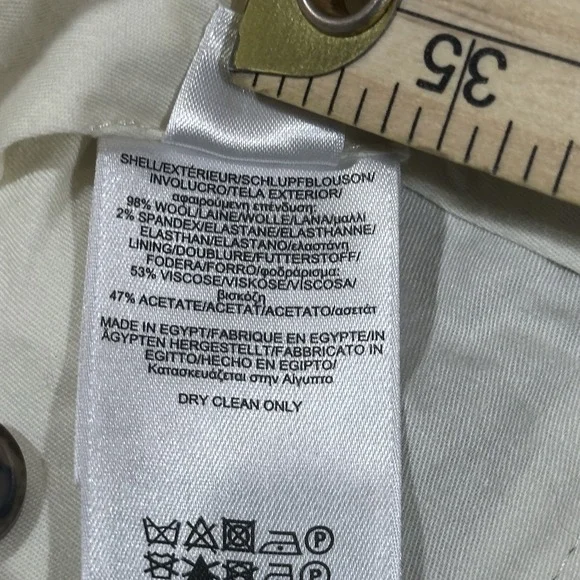 35
SHELL/EXTÉRIEUR/SCHLUPFBLOUSON/
INVOLUCRO/TELA EXTERIOR/
αφαιρούμενη επένδυση:
98% WOOL/LAINE/WOLLE/LANA/μαλλί
2% SPANDEX/ELASTANE/ELASTHANNE/
ELASTHAN/ELASTANO/ελαστάνη
LINING/DOUBLURE/FUTTERSTOFF/
FODERA/FORRO/φοδράρισμα:
53% VISCOSE/VISKOSE/VISCOSA/
βισκόζη
47% ACETATE/ACETAT/ACETATO/ασετάτ
MADE IN EGYPT/FABRIQUE EN EGYPTE/IN
ÄGYPTEN HERGESTELLT/FABBRICATO IN
EGITTO/HECHO EN EGIPTO/
Κατασκευάζεται στην Αίγυπτο
DRY CLEAN ONLY
P
P